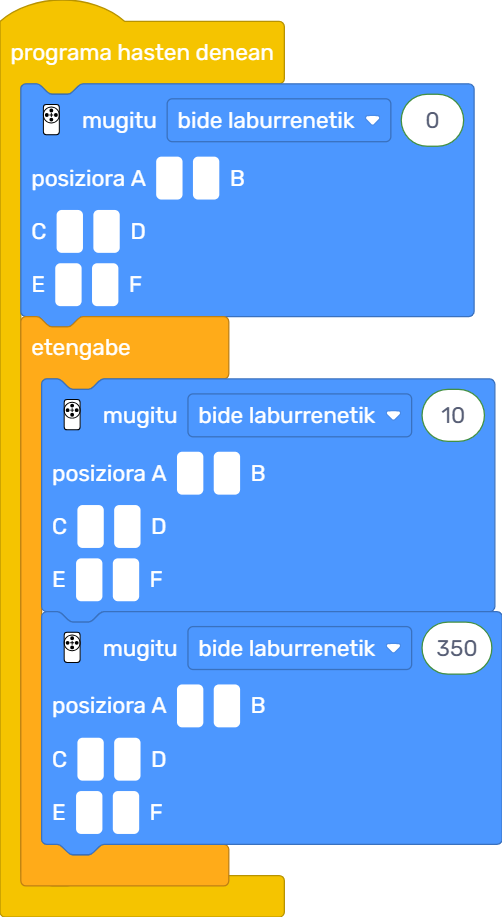 programa hasten denean
mugitu bide laburrenetik 0
posiziora A B
C D
E F
etengabe
mugitu bide laburrenetik 10
posiziora A B
C D
E F
mugitu bide laburrenetik 350
posiziora A B
C D
E F